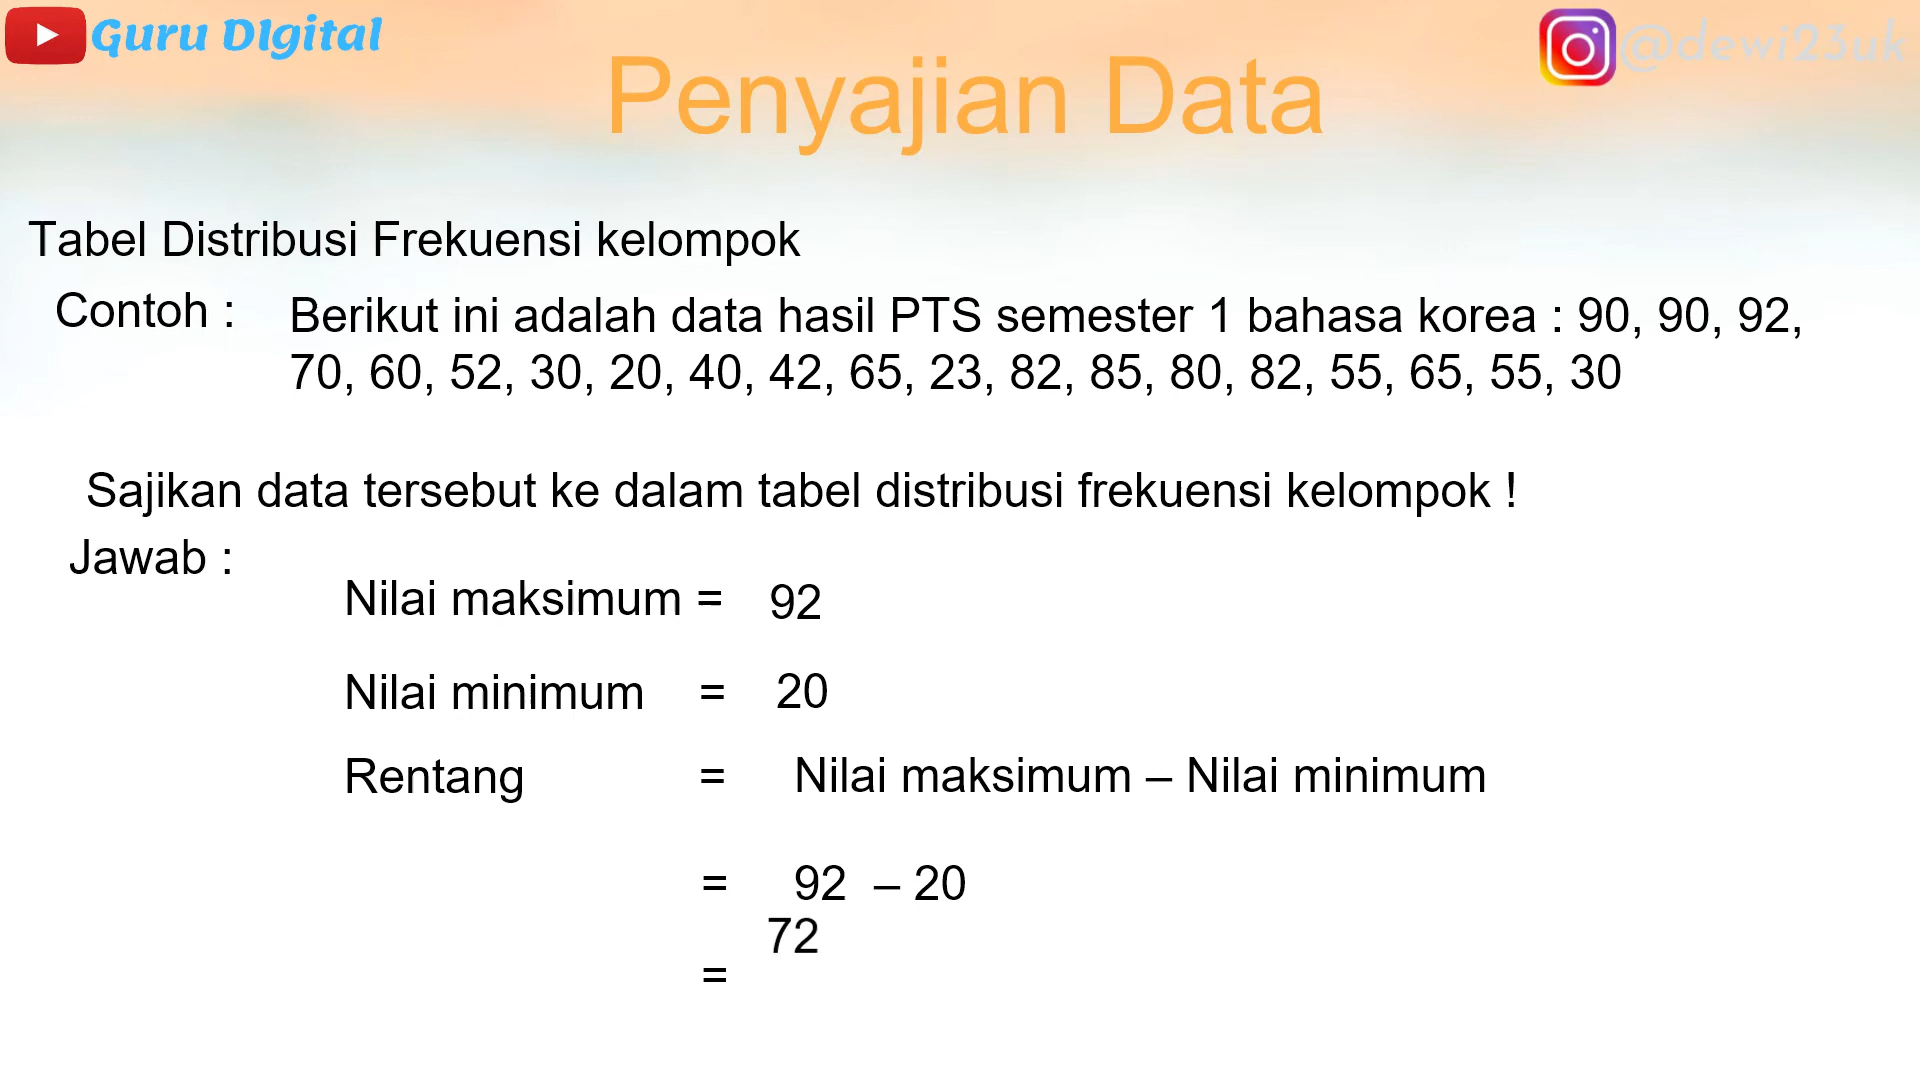 Guru DIgital
@dewi23uk
Penyajian Data
Tabel Distribusi Frekuensi kelompok
Contoh : Berikut ini adalah data hasil PTS semester 1 bahasa korea : 90, 90, 92,
70, 60, 52, 30, 20, 40, 42, 65, 23, 82, 85, 80, 82, 55, 65, 55, 30
Sajikan data tersebut ke dalam tabel distribusi frekuensi kelompok !
Jawab :
Nilai maksimum = 92
Nilai minimum = 20
Rentang = Nilai maksimum – Nilai minimum
= 92 – 20
72
=